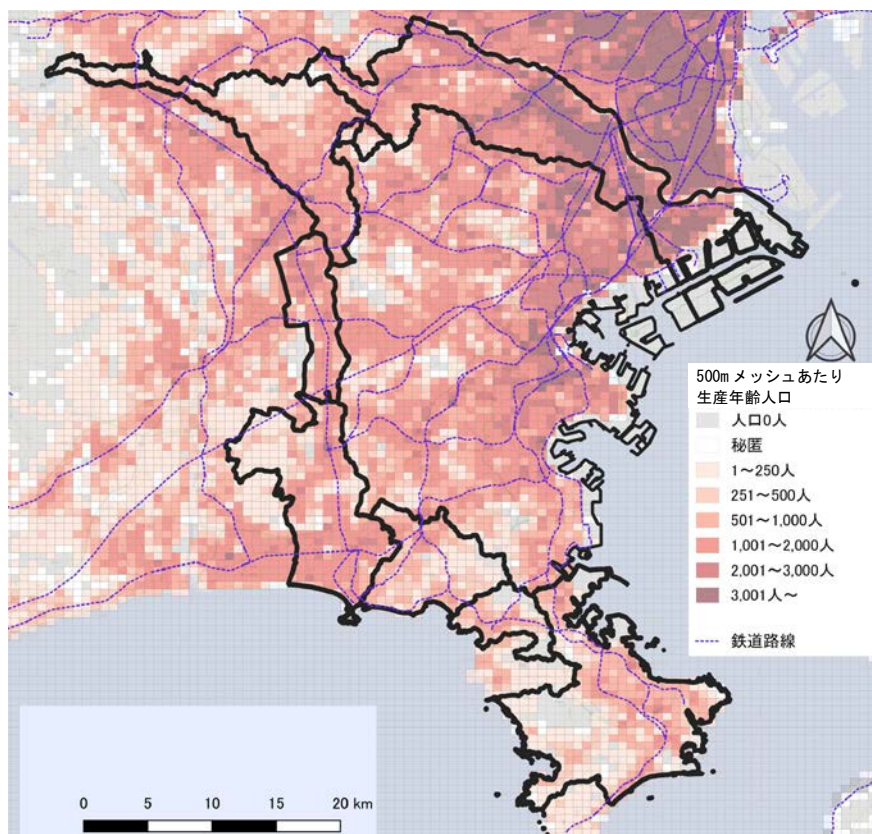 500m メッシュあたり
生産年齢人口
人口0人
秘匿
1～250人
251～500人
501～1,000人
1,001～2,000人
2,001～3,000人
3,001人～
鉄道路線
0 5 10 15 20 km